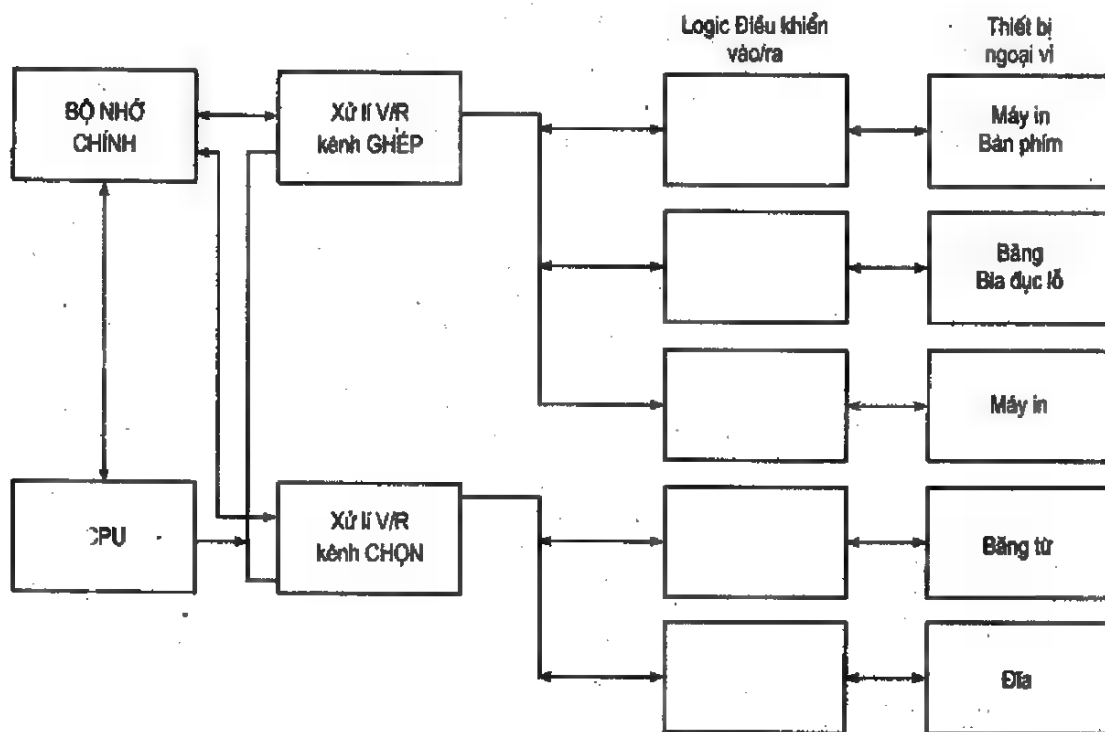 Logic Điều khiển
vào/ra
Thiết bị
ngoại vi
BỘ NHỚ
CHÍNH
Xử lí V/R
kênh GHÉP
Máy in
Bàn phím
Băng
Bìa đục lỗ
Máy in
CPU
Xử lí V/R
kênh CHỌN
Băng từ
Đĩa